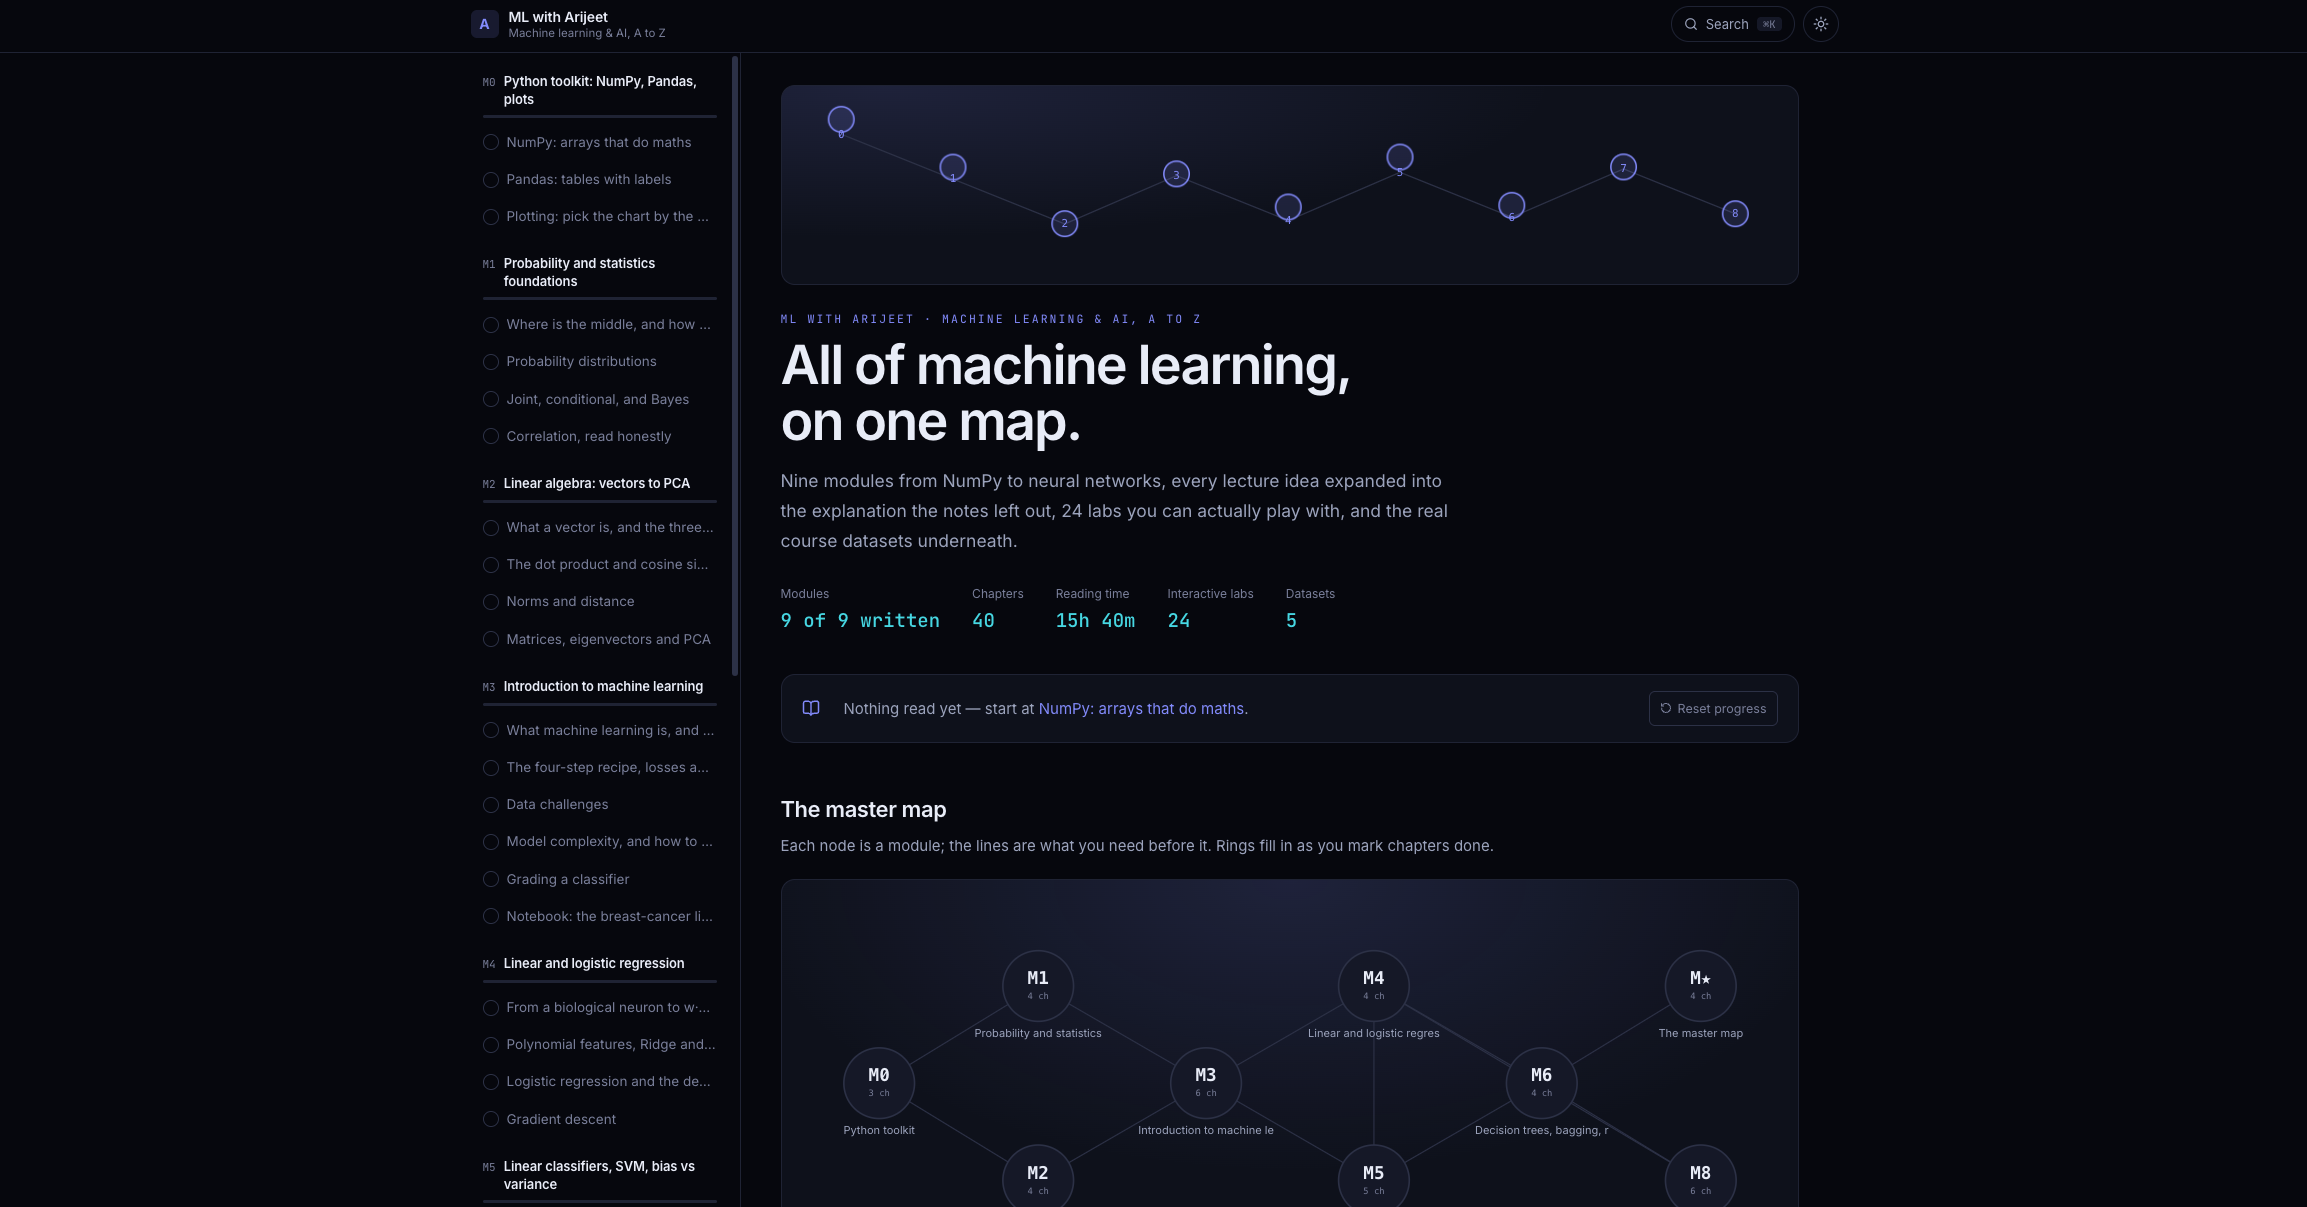 A
ML with Arijeet
Machine learning & AI, A to Z
Search ⌘K
M0 Python toolkit: NumPy, Pandas,
plots
NumPy: arrays that do maths
Pandas: tables with labels
Plotting: pick the chart by the ...
M1 Probability and statistics
foundations
Where is the middle, and how ...
Probability distributions
Joint, conditional, and Bayes
Correlation, read honestly
M2 Linear algebra: vectors to PCA
What a vector is, and the three...
The dot product and cosine si...
Norms and distance
Matrices, eigenvectors and PCA
M3 Introduction to machine learning
What machine learning is, and ...
The four-step recipe, losses a...
Data challenges
Model complexity, and how to ...
Grading a classifier
Notebook: the breast-cancer li...
M4 Linear and logistic regression
From a biological neuron to w·...
Polynomial features, Ridge and...
Logistic regression and the de...
Gradient descent
M5 Linear classifiers, SVM, bias vs
variance
0
1
2
3
4
5
6
7
8
ML WITH ARIJEET · MACHINE LEARNING & AI, A TO Z
All of machine learning,
on one map.
Nine modules from NumPy to neural networks, every lecture idea expanded into
the explanation the notes left out, 24 labs you can actually play with, and the real
course datasets underneath.
Modules Chapters Reading time Interactive labs Datasets
9 of 9 written 40 15h 40m 24 5
Nothing read yet — start at NumPy: arrays that do maths.
Reset progress
The master map
Each node is a module; the lines are what you need before it. Rings fill in as you mark chapters done.
M1
4 ch
Probability and statistics
M4
4 ch
Linear and logistic regres
M★
4 ch
The master map
M0
3 ch
Python toolkit
M3
6 ch
Introduction to machine le
M6
4 ch
Decision trees, bagging, r
M2
4 ch
M5
5 ch
M8
6 ch